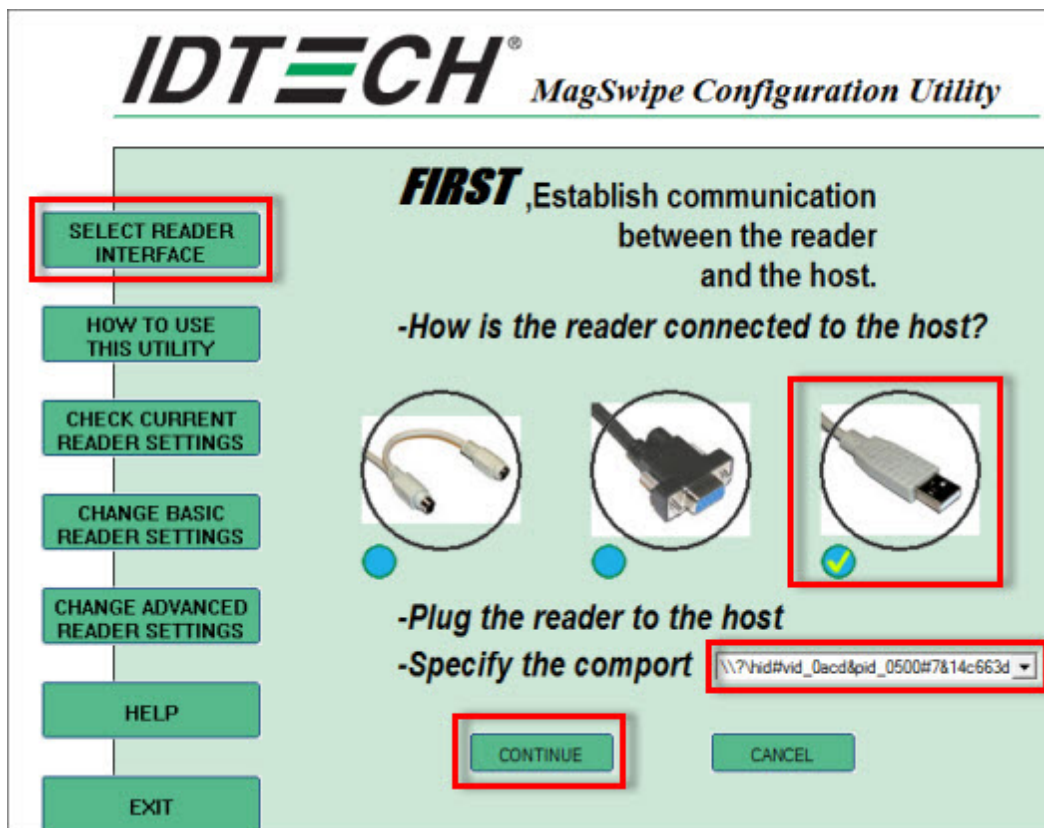 IDTECH®
MagSwipe Configuration Utility
FIRST ,Establish communication
between the reader
and the host.
SELECT READER
INTERFACE
HOW TO USE
THIS UTILITY
CHECK CURRENT
READER SETTINGS
CHANGE BASIC
READER SETTINGS
CHANGE ADVANCED
READER SETTINGS
HELP
EXIT
-How is the reader connected to the host?
-Plug the reader to the host
-Specify the comport \\?\hid#vid_0acd&pid_0500#7&14c663d
CONTINUE
CANCEL